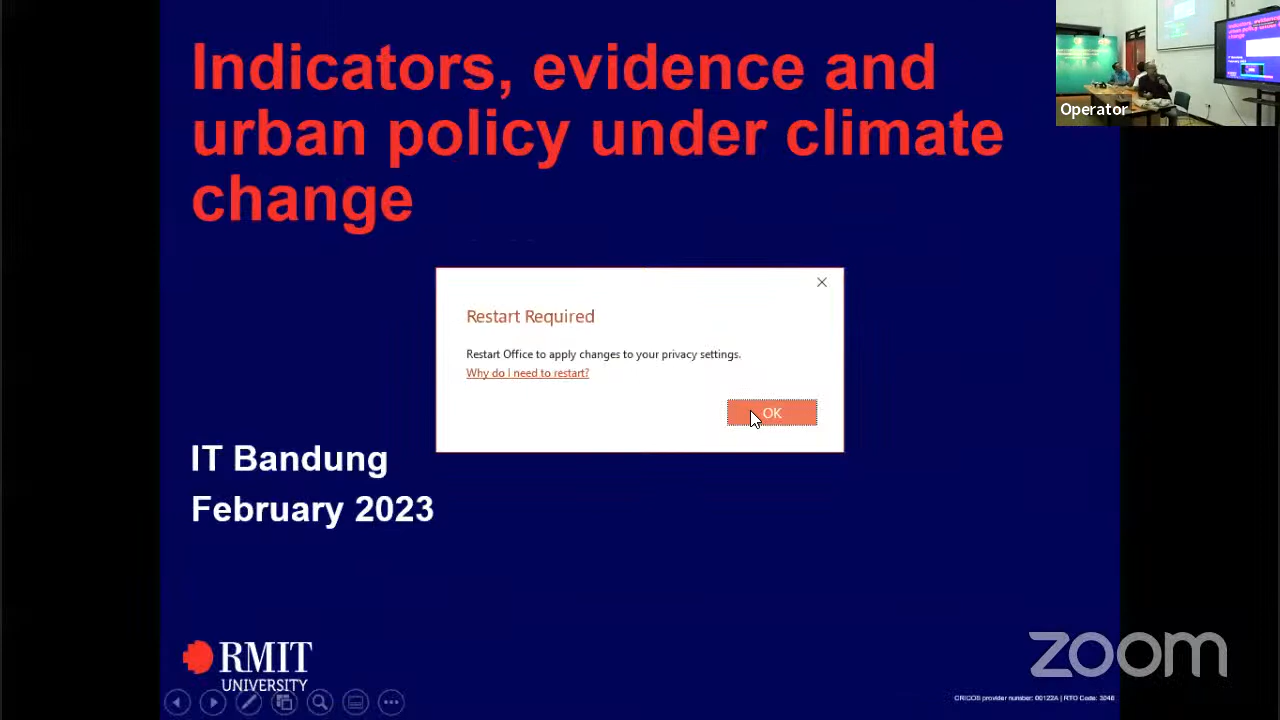 Indicators, evidence and
urban policy under climate
change
Operator
Restart Required
Restart Office to apply changes to your privacy settings.
Why do I need to restart?
OK
IT Bandung
February 2023
RMIT
UNIVERSITY
zoom
CRICOS provider number: 00122A | RTO Code: 3046